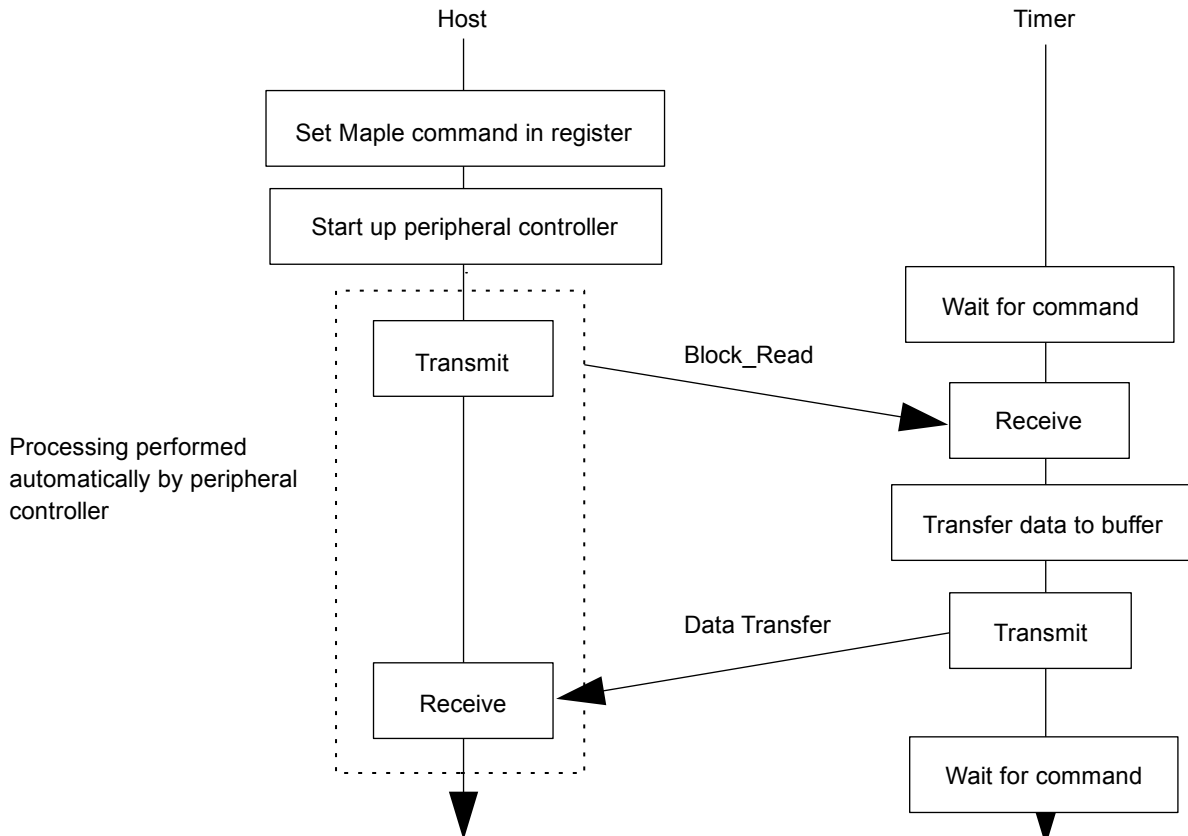 Host
Timer
Set Maple command in register
Start up peripheral controller
Wait for command
Transmit
Block_Read
Receive
Processing performed
automatically by peripheral
controller
Transfer data to buffer
Data Transfer
Transmit
Receive
Wait for command